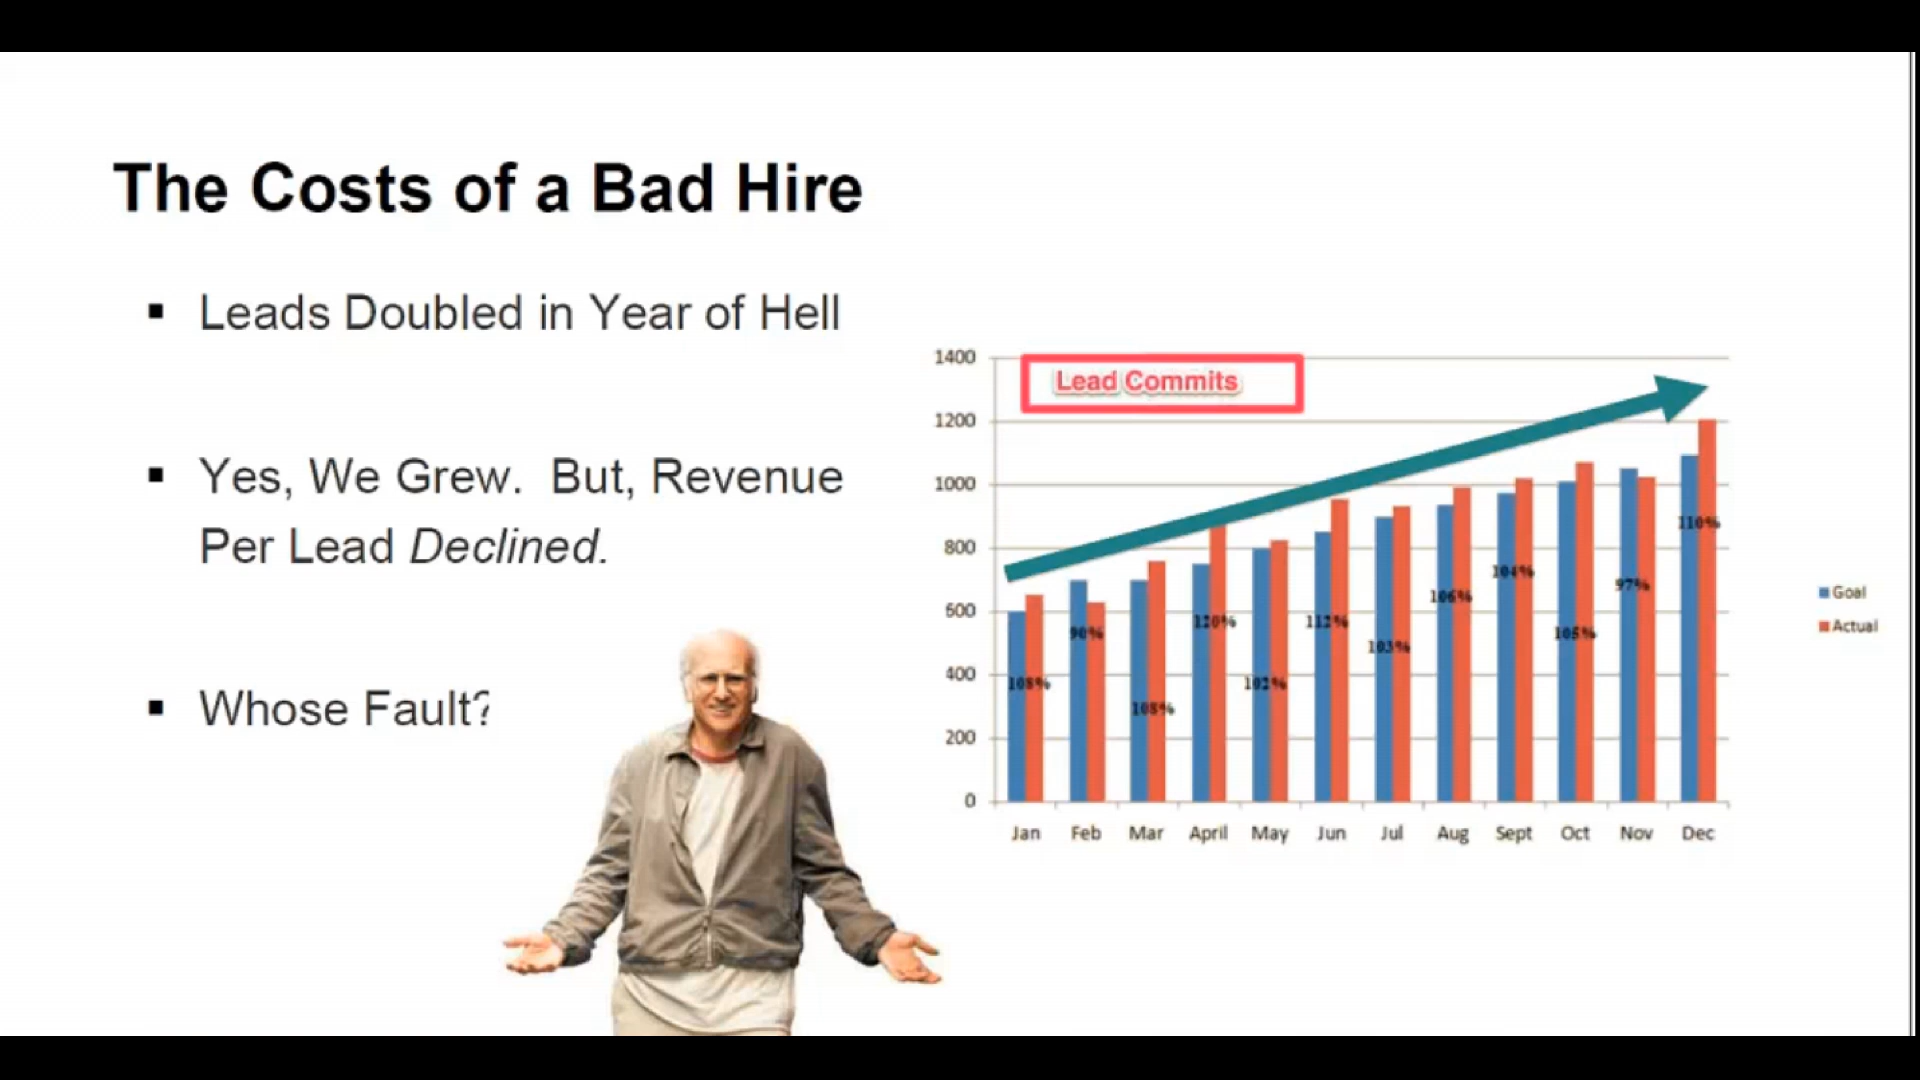 The Costs of a Bad Hire
▪ Leads Doubled in Year of Hell
▪ Yes, We Grew.  But, Revenue
Per Lead Declined.
▪ Whose Fault?
Lead Commits
1400
1200
1000
800
600
400
200
0
108%
90%
108%
120%
102%
112%
103%
106%
104%
105%
97%
110%
Jan Feb Mar April May Jun Jul Aug Sept Oct Nov Dec
Goal
Actual